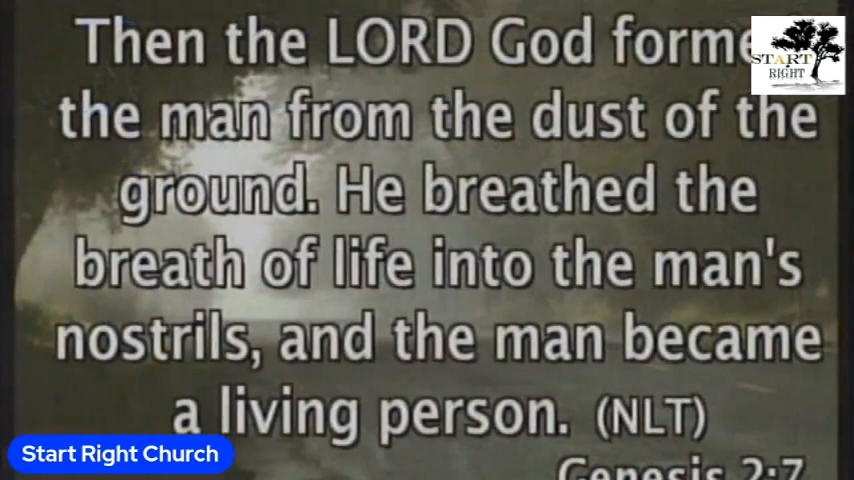 Then the LORD God forme
the man from the dust of the
ground. He breathed the
breath of life into the man's
nostrils, and the man became
a living person. (NLT)
Genesis 2:7
START
RIGHT
Start Right Church